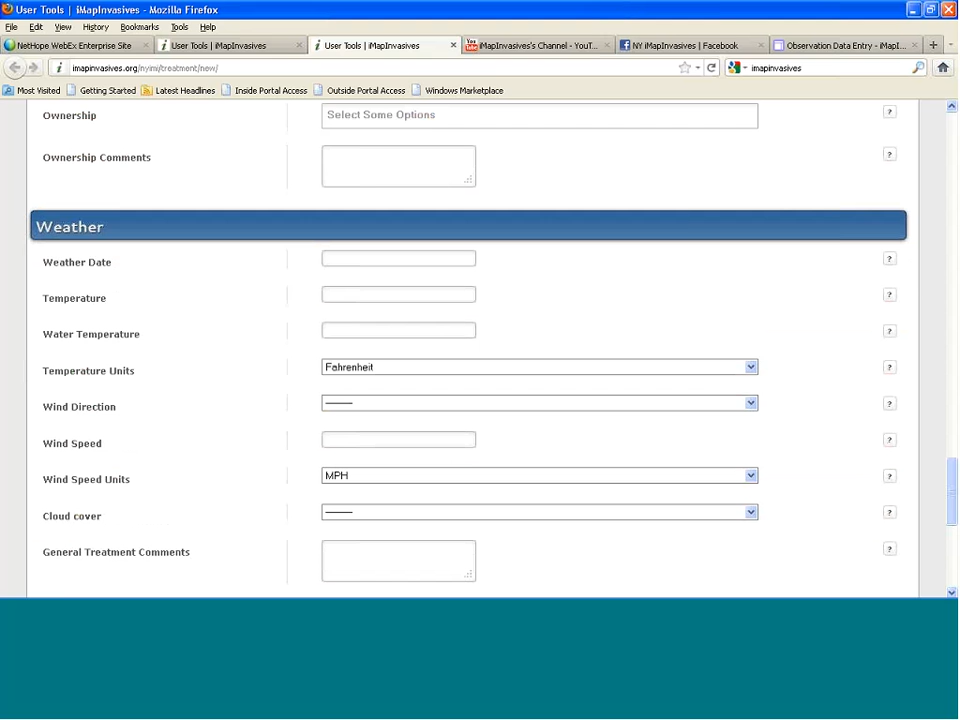 User Tools | iMapInvasives - Mozilla Firefox
File Edit View History Bookmarks Tools Help
NetHope WebEx Enterprise Site User Tools | iMapInvasives User Tools | iMapInvasives iMapInvasives's Channel - YouT... NY iMapInvasives | Facebook Observation Data Entry - iMapI...
imapinvasives.org/nyimi/treatment/new/ imapinvasives
Most Visited Getting Started Latest Headlines Inside Portal Access Outside Portal Access Windows Marketplace
Ownership Select Some Options ?
Ownership Comments ?
Weather
Weather Date ?
Temperature ?
Water Temperature ?
Temperature Units Fahrenheit ?
Wind Direction ?
Wind Speed ?
Wind Speed Units MPH ?
Cloud cover ?
General Treatment Comments ?